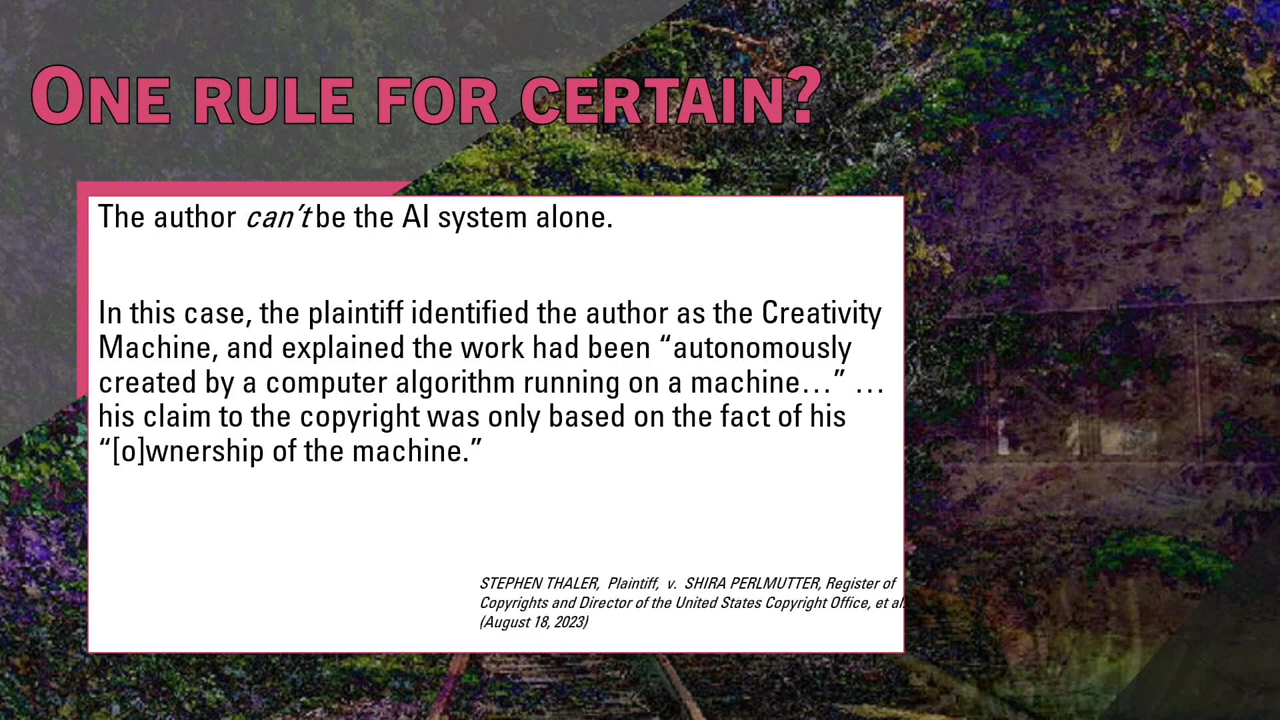 ONE RULE FOR CERTAIN?
The author can’t be the AI system alone.
In this case, the plaintiff identified the author as the Creativity
Machine, and explained the work had been “autonomously
created by a computer algorithm running on a machine…” …
his claim to the copyright was only based on the fact of his
“[o]wnership of the machine.”
STEPHEN THALER, Plaintiff, v. SHIRA PERLMUTTER, Register of
Copyrights and Director of the United States Copyright Office, et al.
(August 18, 2023)